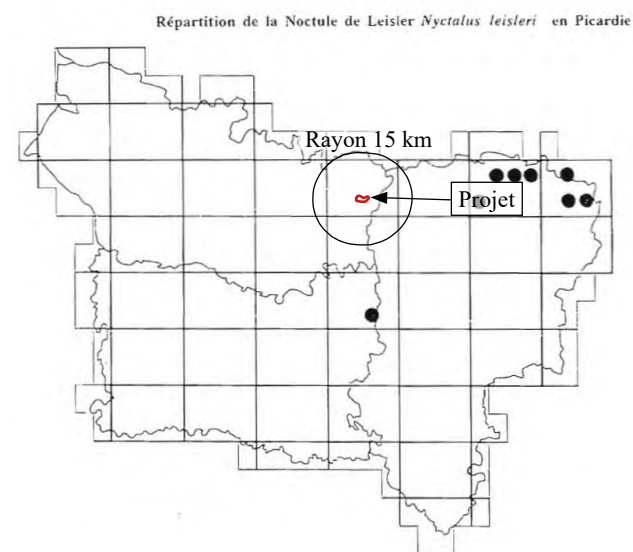 Répartition de la Noctule de Leisler Nyctalus leisleri en Picardie
Rayon 15 km
Projet